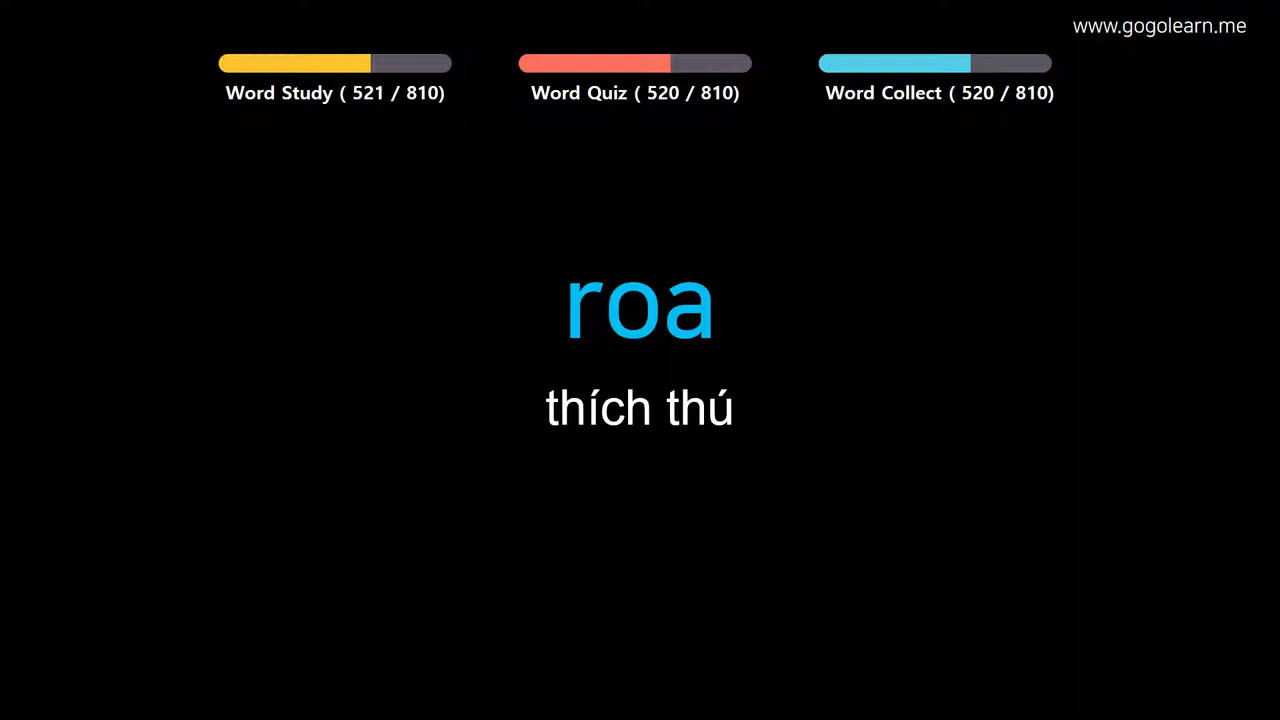 www.gogolearn.me
Word Study ( 521 / 810)
Word Quiz ( 520 / 810)
Word Collect ( 520 / 810)
roa
thích thú